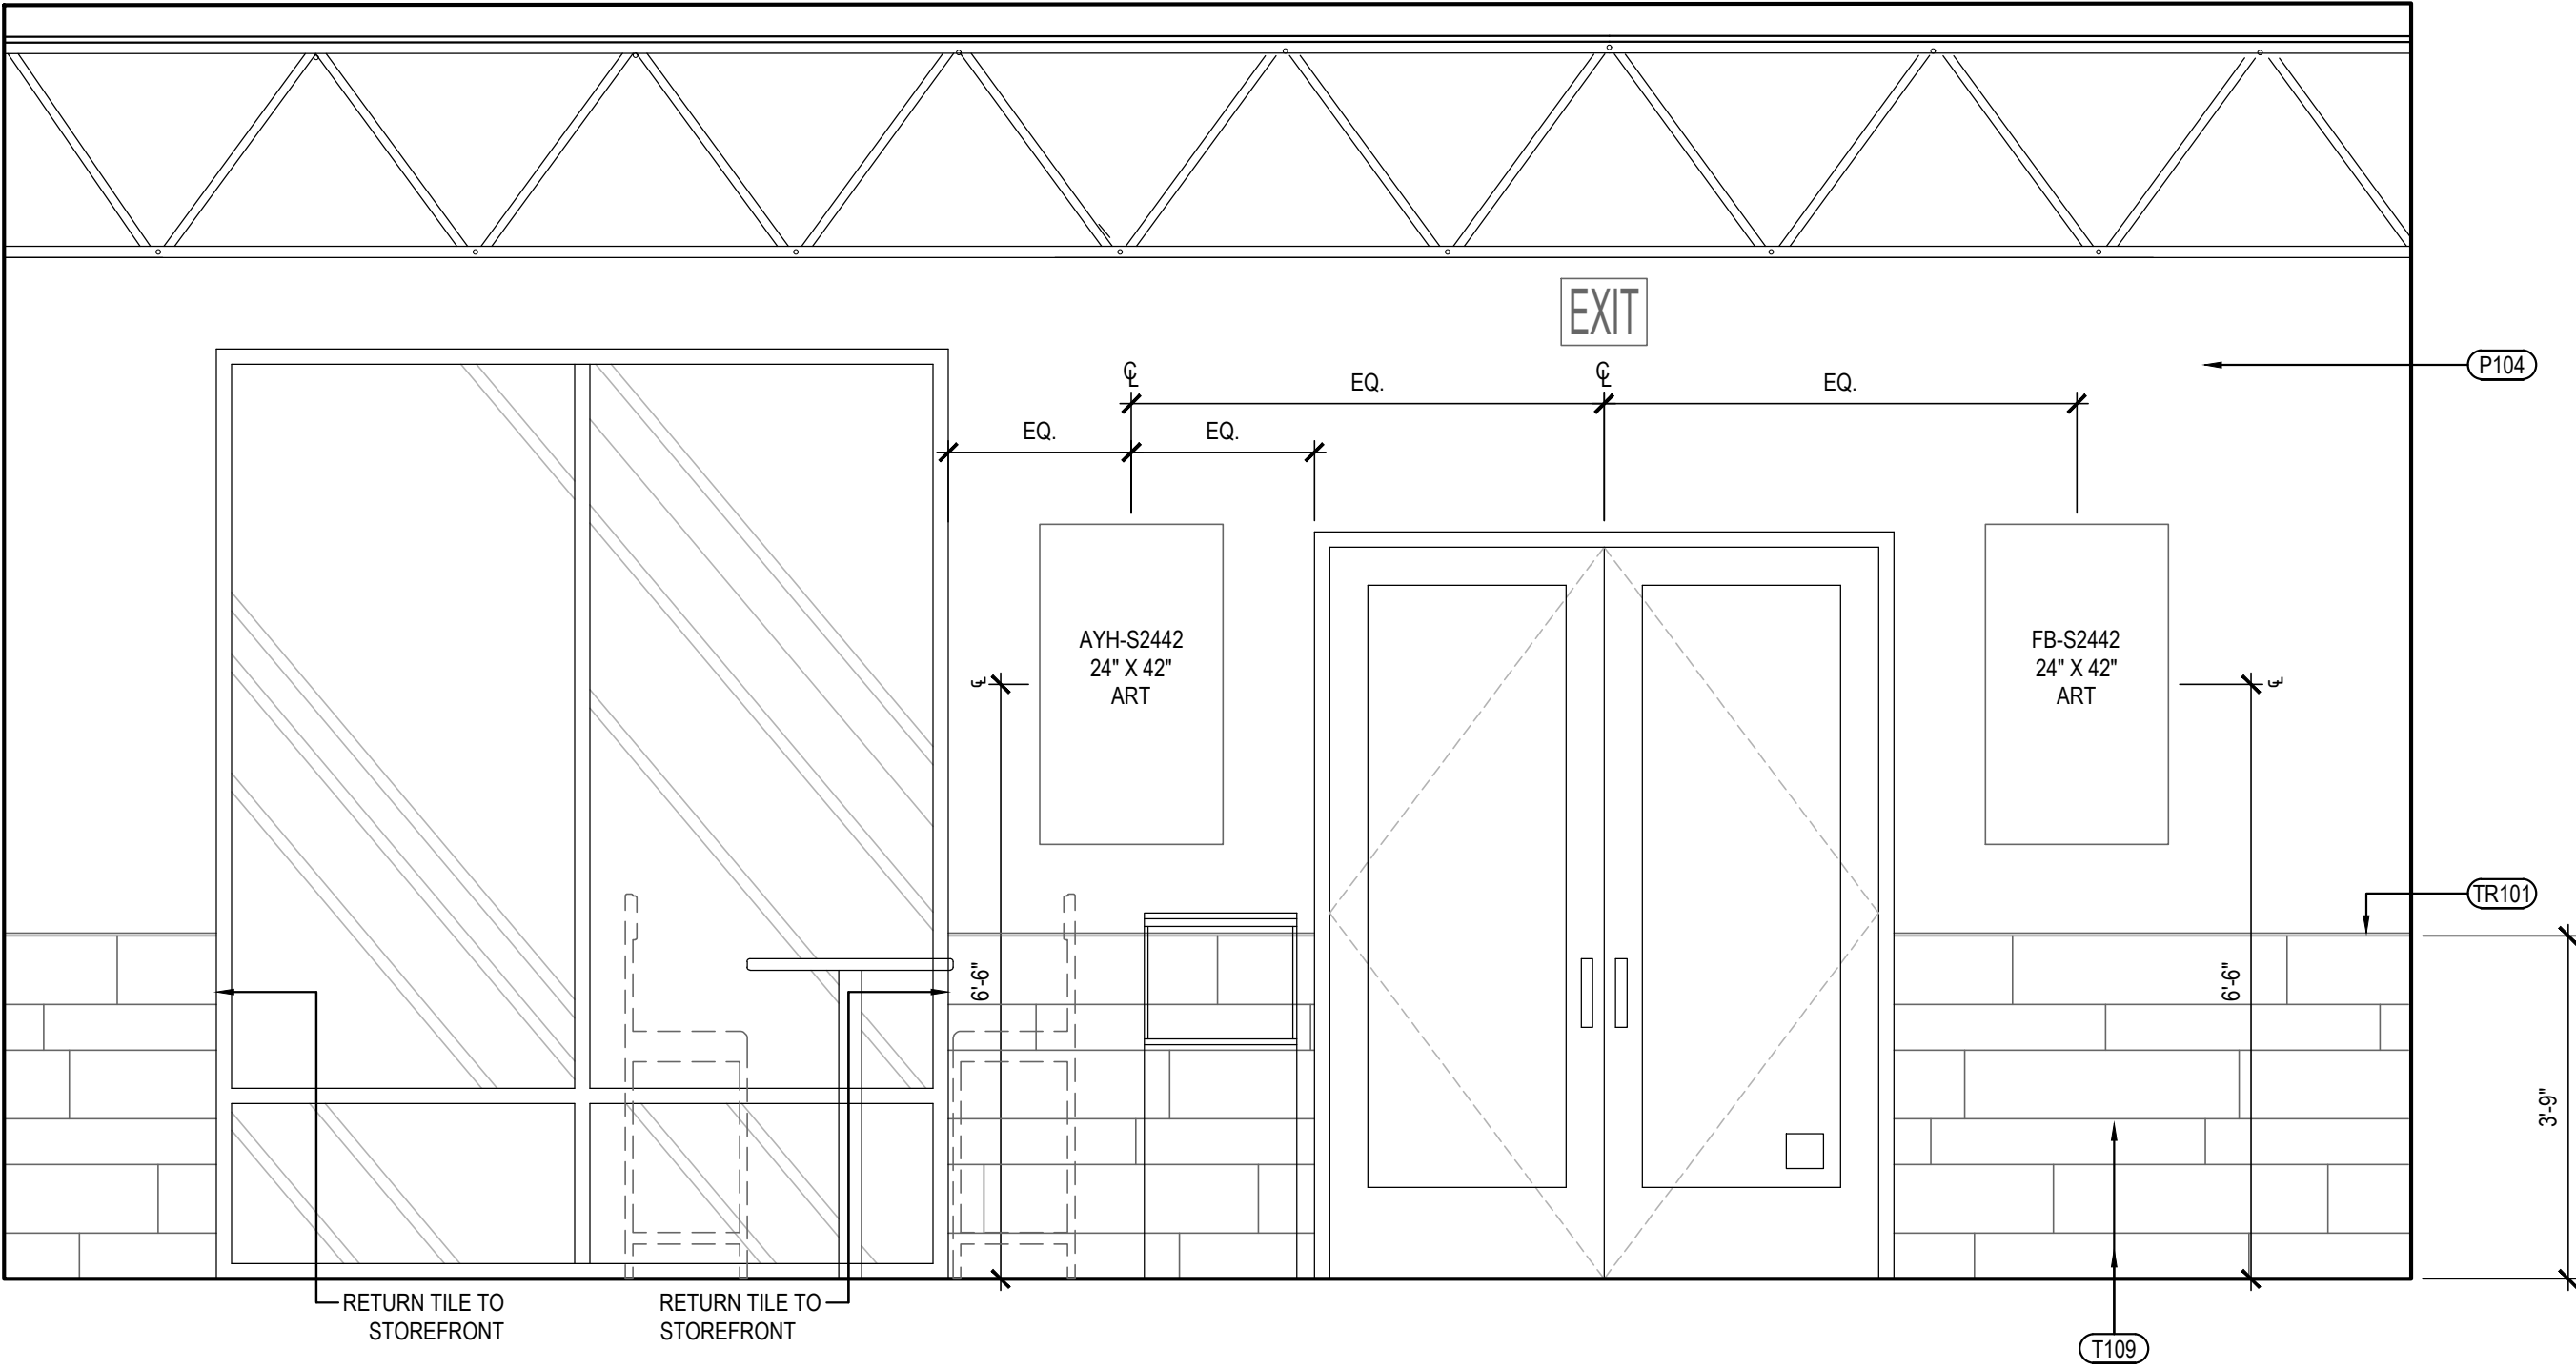 EXIT
P104
℄
℄
EQ.
EQ.
EQ.
EQ.
AYH-S2442
24" X 42"
ART
FB-S2442
24" X 42"
ART
℄
℄
TR101
6'-6"
6'-6"
3'-9"
RETURN TILE TO
STOREFRONT
RETURN TILE TO
STOREFRONT
T109